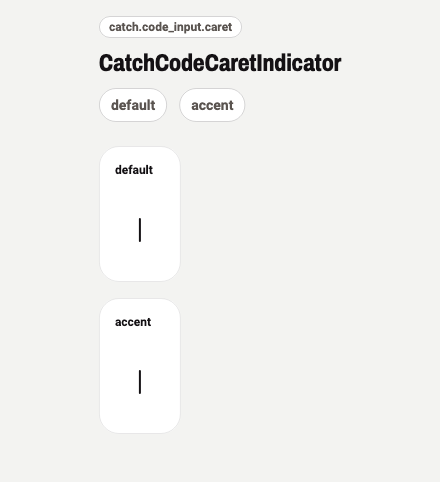 catch.code_input.caret
CatchCodeCaretIndicator
default accent
default
accent